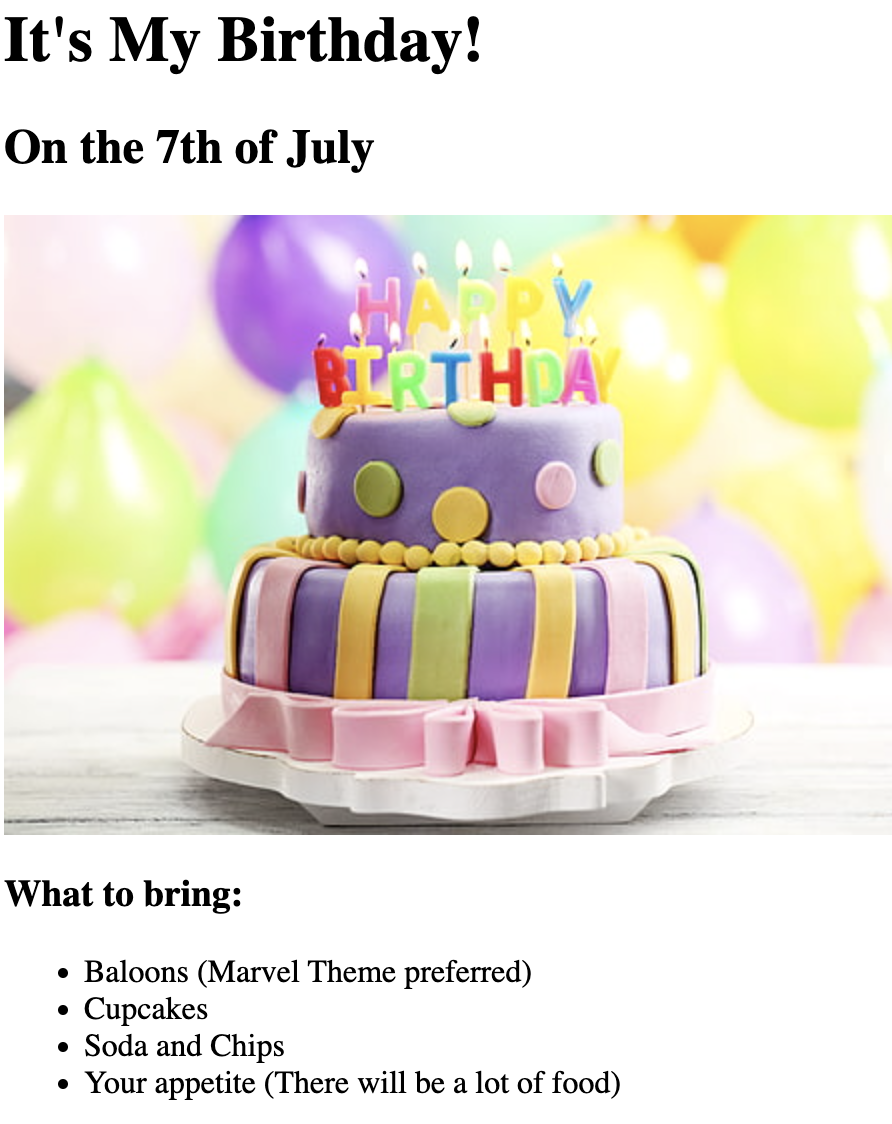 It's My Birthday!
On the 7th of July
HAPPY
BIRTHDAY
What to bring:
Baloons (Marvel Theme preferred)
Cupcakes
Soda and Chips
Your appetite (There will be a lot of food)